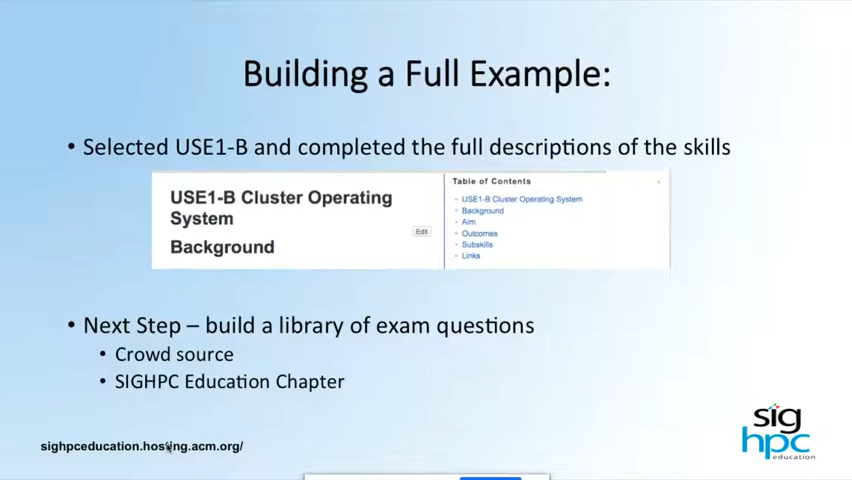 Building a Full Example:
• Selected USE1-B and completed the full descriptions of the skills
USE1-B Cluster Operating
System
Edit
Background
Table of Contents
USE1-B Cluster Operating System
Background
Aim
Outcomes
Subskills
Links
• Next Step – build a library of exam questions
• Crowd source
• SIGHPC Education Chapter
sighpceducation.hosting.acm.org/
sig
hpc
education